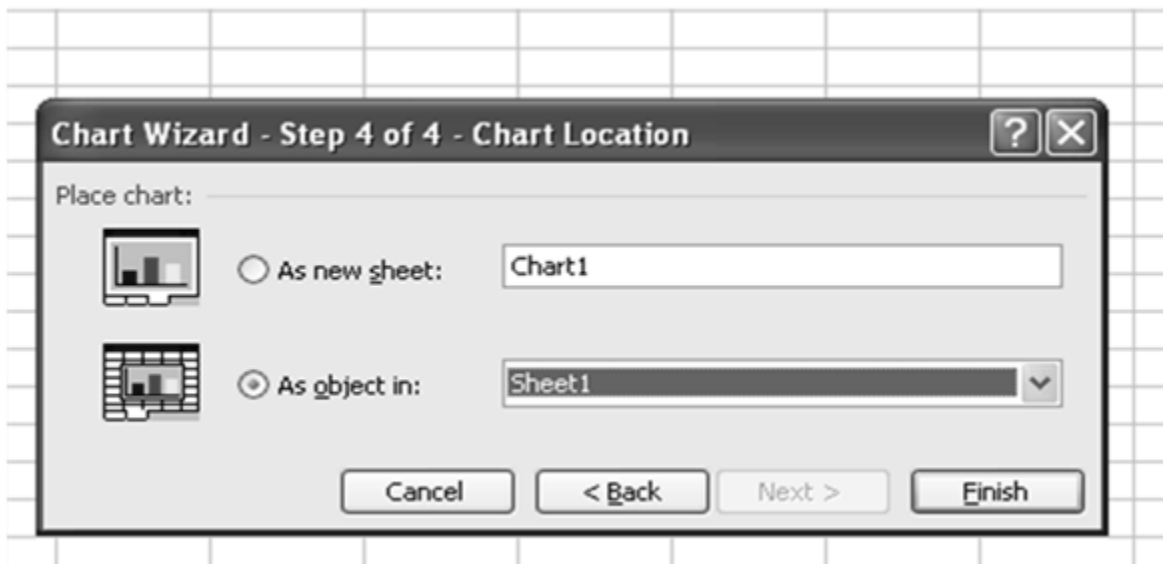 Chart Wizard - Step 4 of 4 - Chart Location
?
Place chart:
As new sheet: Chart1
As object in: Sheet1
Cancel < Back Next > Finish